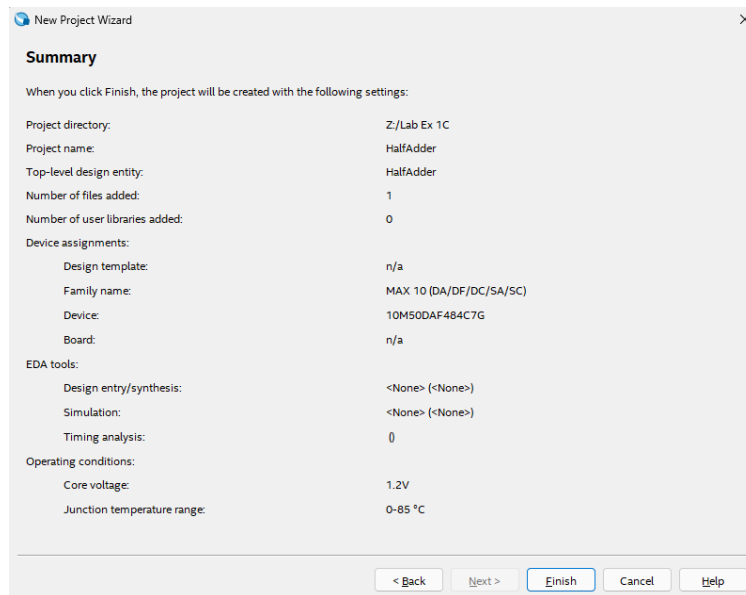 New Project Wizard
Summary
When you click Finish, the project will be created with the following settings:
Project directory: Z:/Lab Ex 1C
Project name: HalfAdder
Top-level design entity: HalfAdder
Number of files added: 1
Number of user libraries added: 0
Device assignments:
Design template: n/a
Family name: MAX 10 (DA/DF/DC/SA/SC)
Device: 10M50DAF484C7G
Board: n/a
EDA tools:
Design entry/synthesis: <None> (<None>)
Simulation: <None> (<None>)
Timing analysis: ()
Operating conditions:
Core voltage: 1.2V
Junction temperature range: 0-85 °C
< Back Next > Finish Cancel Help